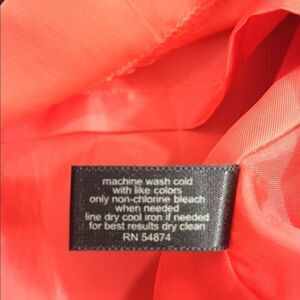 machine wash cold
with like colors
only non-chlorine bleach
when needed
line dry cool iron if needed
for best results dry clean
RN 54874